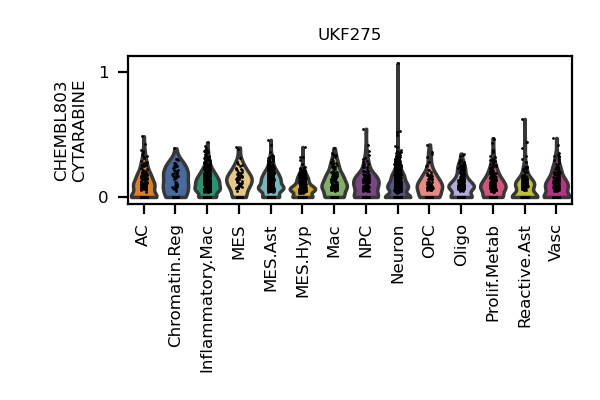 UKF275
CHEMBL803
CYTARABINE
1
0
AC
Chromatin.Reg
Inflammatory.Mac
MES
MES.Ast
MES.Hyp
Mac
NPC
Neuron
OPC
Oligo
Prolif.Metab
Reactive.Ast
Vasc